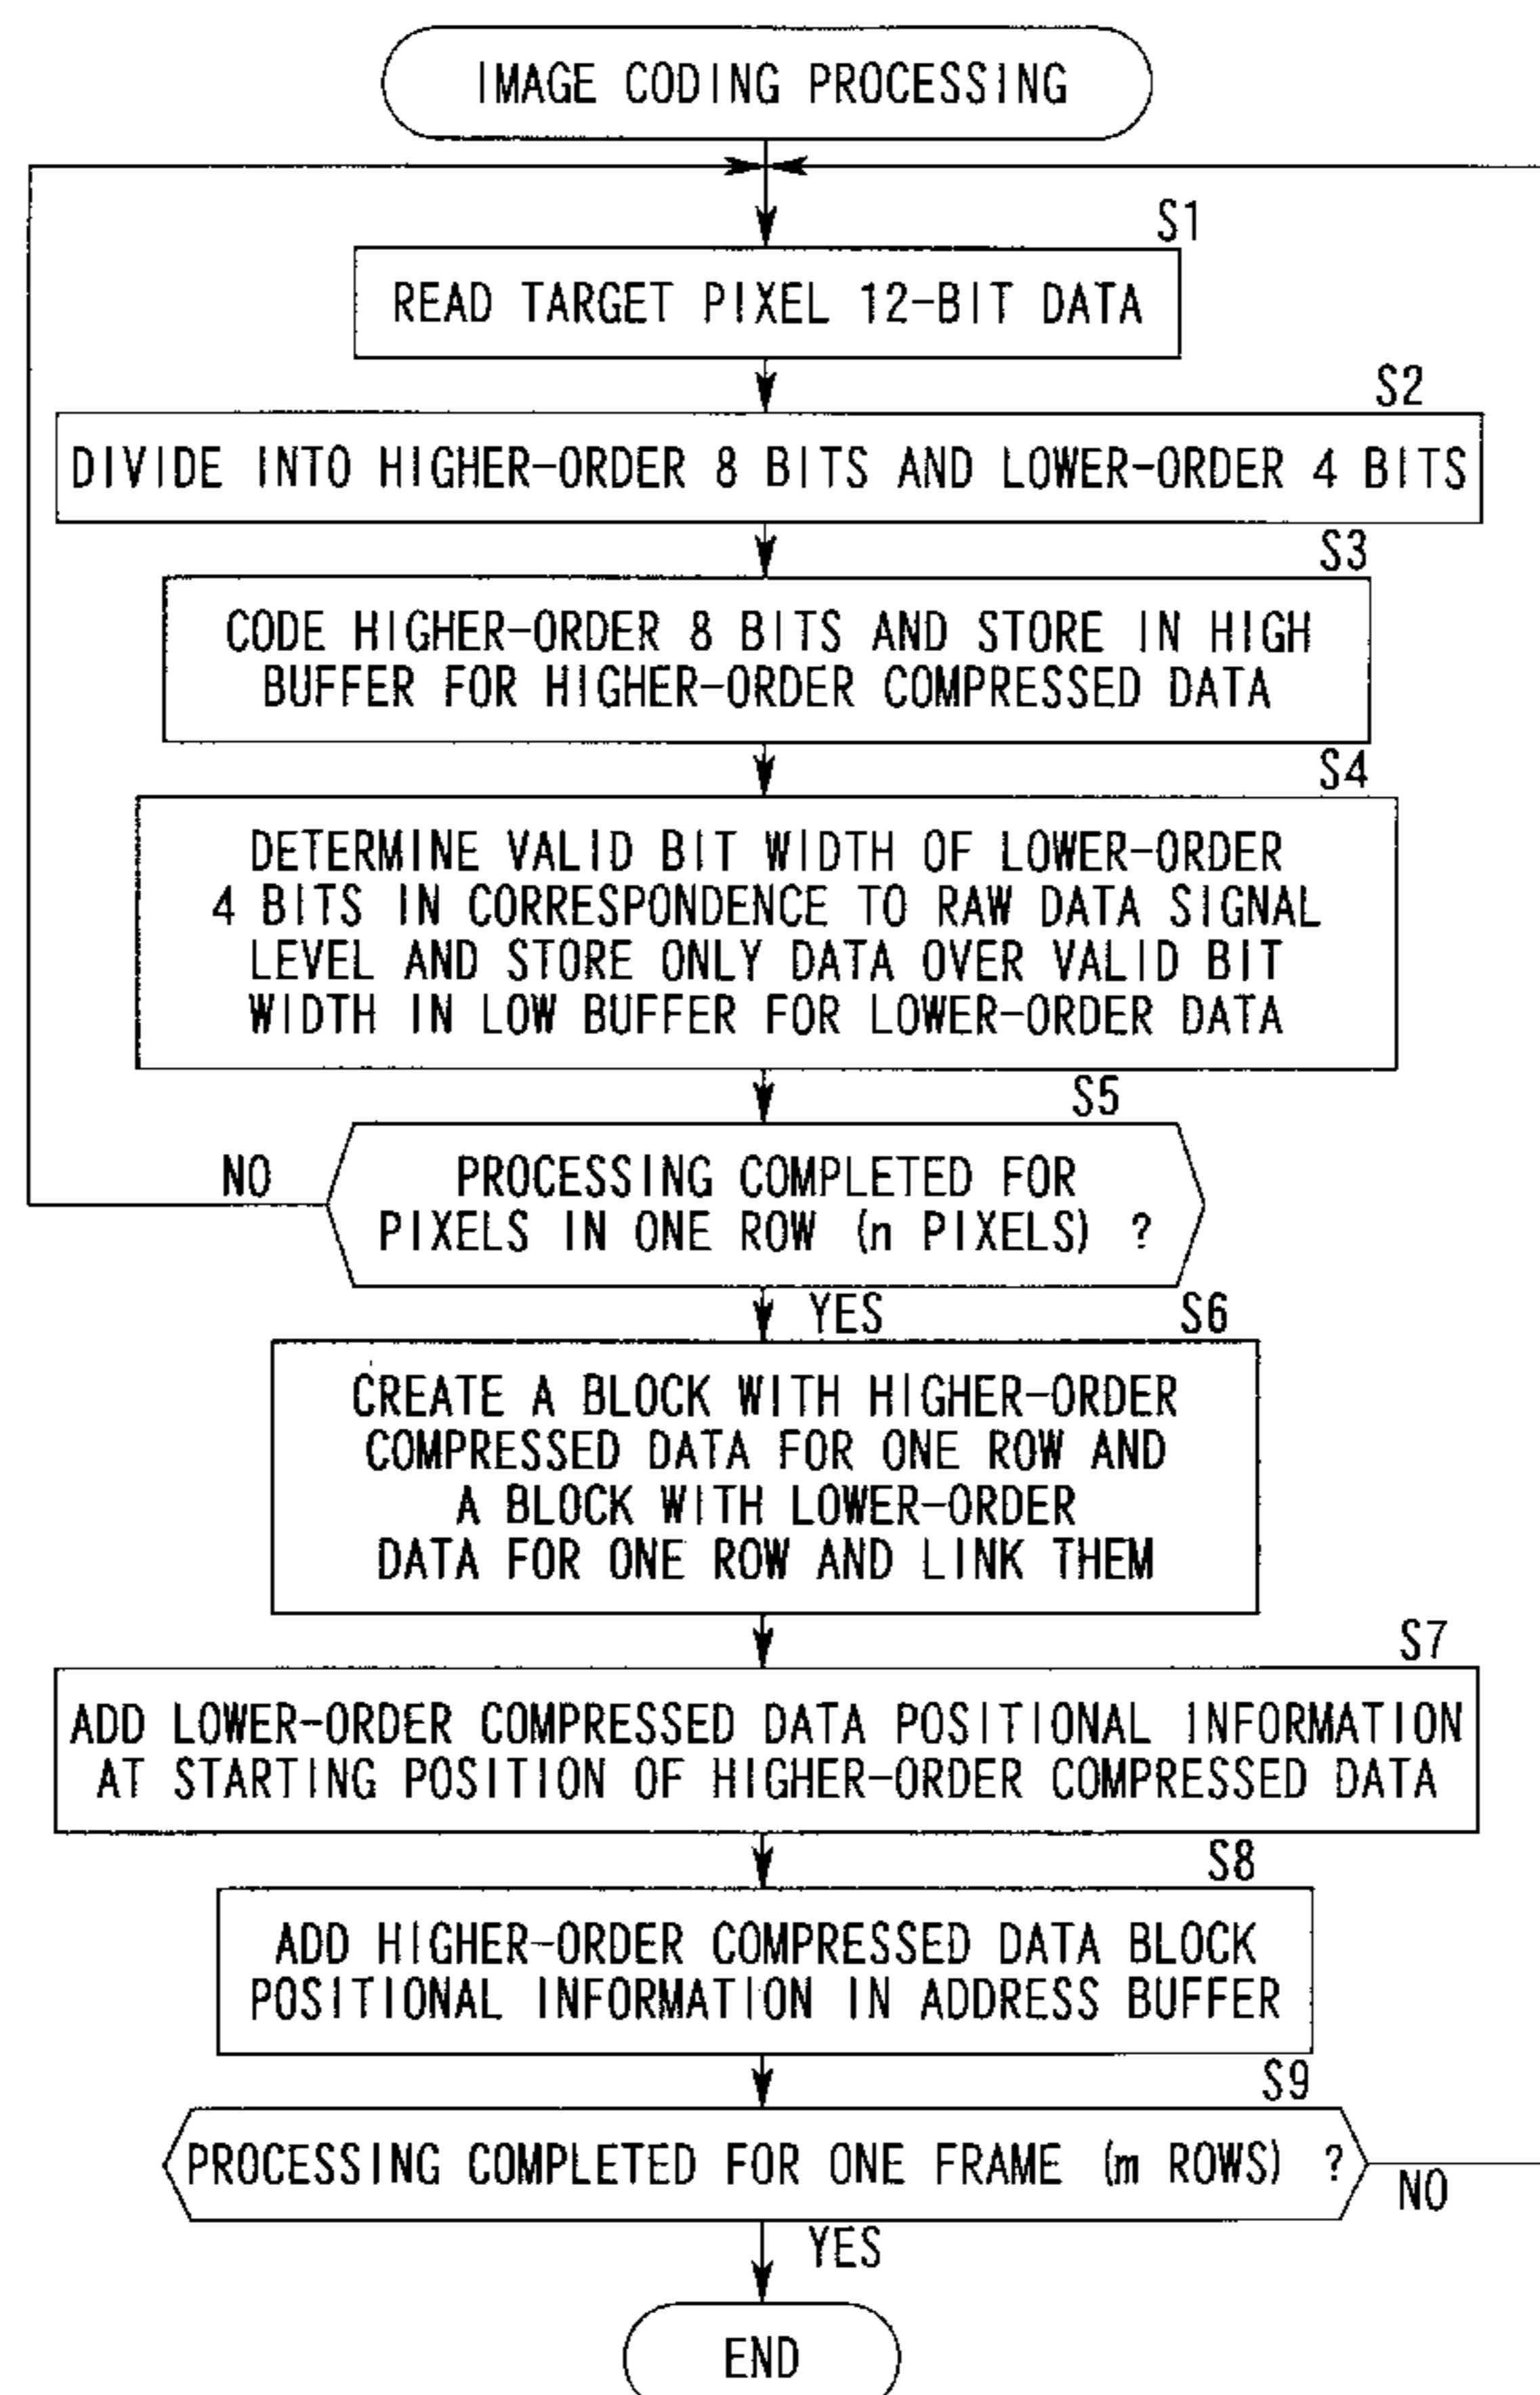 IMAGE CODING PROCESSING
S1
READ TARGET PIXEL 12-BIT DATA
S2
DIVIDE INTO HIGHER-ORDER 8 BITS AND LOWER-ORDER 4 BITS
S3
CODE HIGHER-ORDER 8 BITS AND STORE IN HIGH
BUFFER FOR HIGHER-ORDER COMPRESSED DATA
S4
DETERMINE VALID BIT WIDTH OF LOWER-ORDER
4 BITS IN CORRESPONDENCE TO RAW DATA SIGNAL
LEVEL AND STORE ONLY DATA OVER VALID BIT
WIDTH IN LOW BUFFER FOR LOWER-ORDER DATA
S5
NO
PROCESSING COMPLETED FOR
PIXELS IN ONE ROW (n PIXELS) ?
YES
S6
CREATE A BLOCK WITH HIGHER-ORDER
COMPRESSED DATA FOR ONE ROW AND
A BLOCK WITH LOWER-ORDER
DATA FOR ONE ROW AND LINK THEM
S7
ADD LOWER-ORDER COMPRESSED DATA POSITIONAL INFORMATION
AT STARTING POSITION OF HIGHER-ORDER COMPRESSED DATA
S8
ADD HIGHER-ORDER COMPRESSED DATA BLOCK
POSITIONAL INFORMATION IN ADDRESS BUFFER
S9
PROCESSING COMPLETED FOR ONE FRAME (m ROWS) ?
NO
YES
END